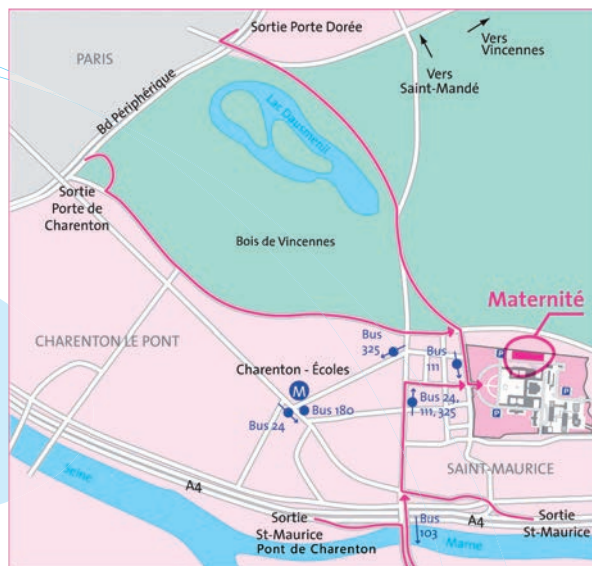 Sortie Porte Dorée
Vers
Vincennes
PARIS
Vers
Saint-Mandé
Bd Périphérique
Lac Dausmenil
Sortie
Porte de
Charenton
Bois de Vincennes
Maternité
CHARENTON LE PONT
Bus
325
Bus
111
P
P
P
Charenton - Écoles
M
Bus 24
Bus 180
Bus 24,
111, 325
SAINT-MAURICE
Seine
A4
Sortie
St-Maurice
Pont de Charenton
Bus
103
A4
Marne
Sortie
St-Maurice